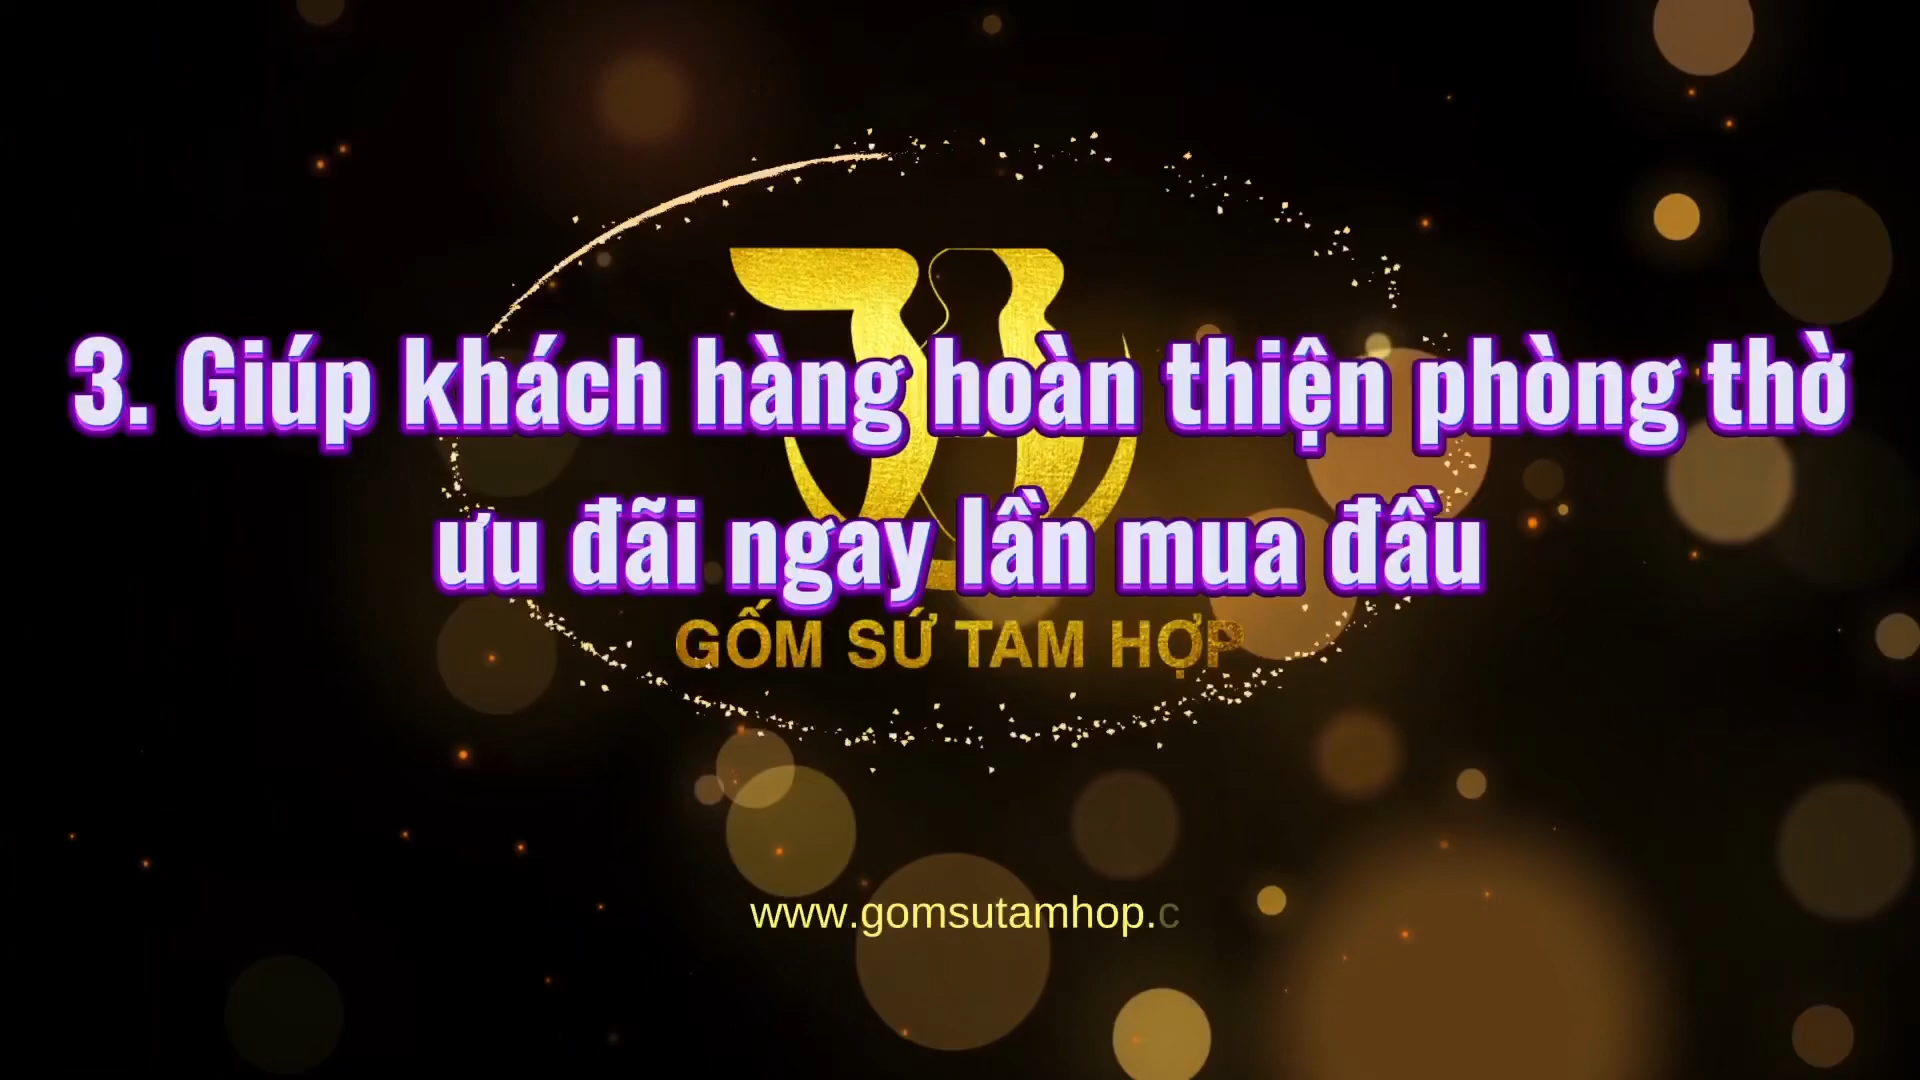 3. Giúp khách hàng hoàn thiện phòng thờ
ưu đãi ngay lần mua đầu
GỐM SỨ TAM HỢP
www.gomsutamhop.c